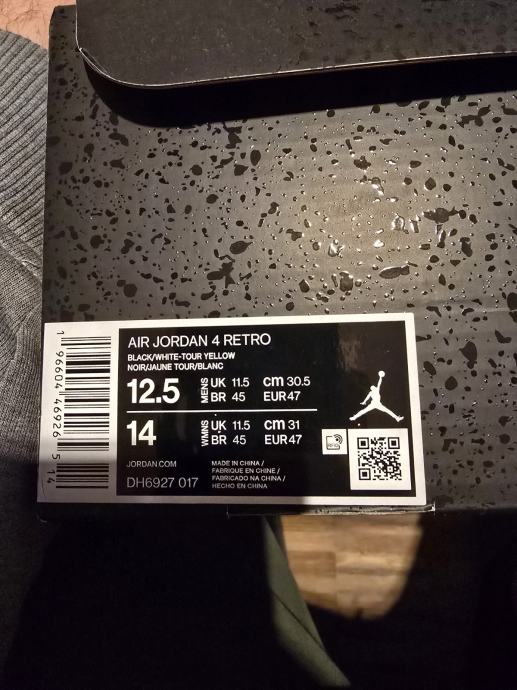 AIR JORDAN 4 RETRO
BLACK/WHITE-TOUR YELLOW
NOIR/JAUNE TOUR/BLANC
12.5 MENS UK 11.5 cm 30.5
BR 45 EUR 47
14 WMNS UK 11.5 cm 31
BR 45 EUR 47
JORDAN.COM
DH6927 017
MADE IN CHINA /
FABRIQUE EN CHINE /
FABRICADO NA CHINA /
HECHO EN CHINA
1 96604 46926 5 14